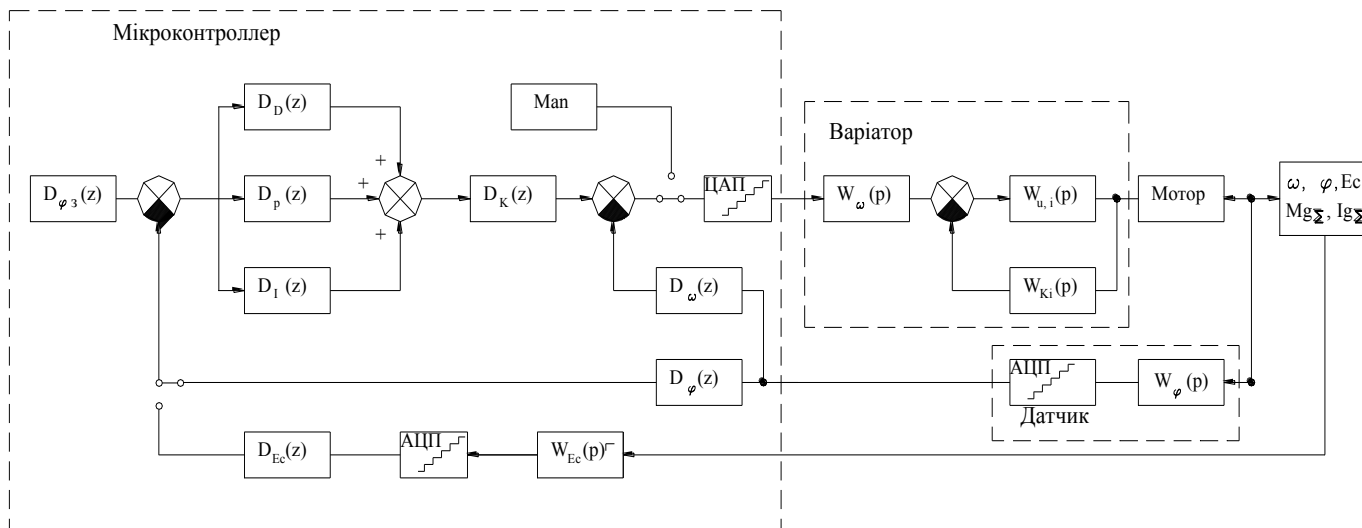 Мікроконтроллер
D_D(z)
Man
Варіатор
D_φ з(z)
D_p(z)
D_K(z)
ЦАП
W_ω(p)
W_u, i(p)
Мотор
ω, φ, Ec
Mg_Σ, Ig_Σ
+
+
+
D_I(z)
D_ω(z)
W_Ki(p)
D_φ(z)
АЦП
W_φ(p)
Датчик
D_Ec(z)
АЦП
W_Ec(p)